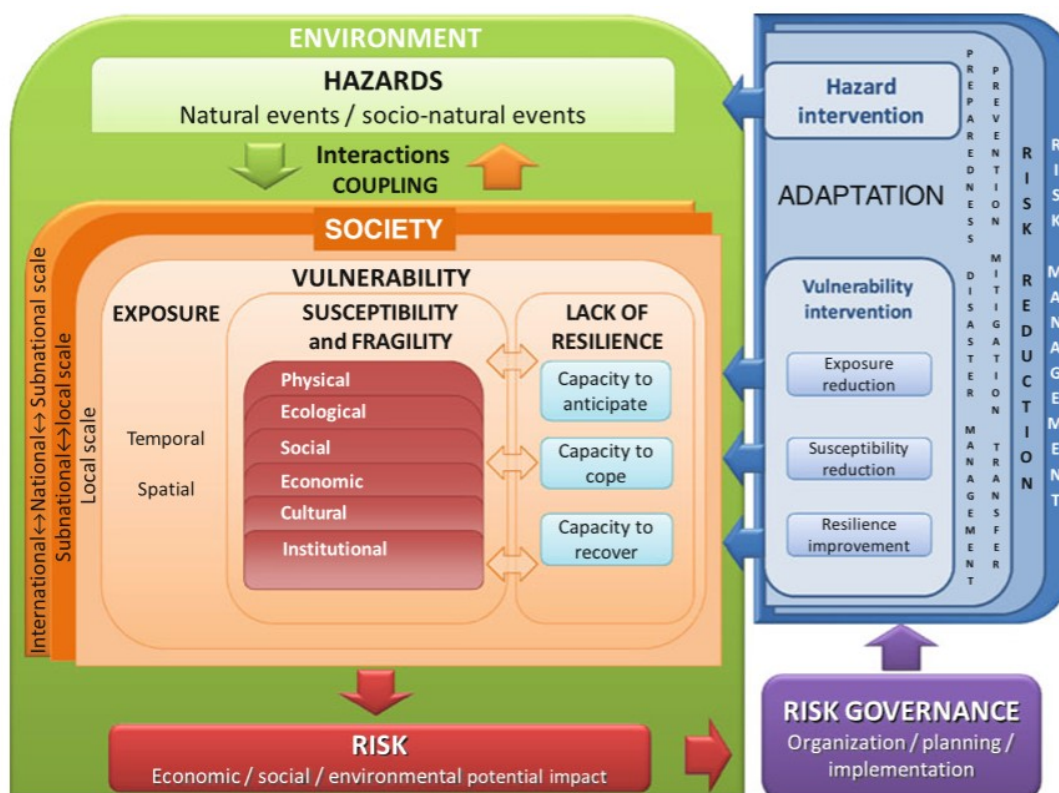 ENVIRONMENT
HAZARDS
Natural events / socio-natural events
Interactions
COUPLING
SOCIETY
International↔National↔Subnational scale
Subnational↔local scale
Local scale
VULNERABILITY
EXPOSURE
Temporal
Spatial
SUSCEPTIBILITY
and FRAGILITY
Physical
Ecological
Social
Economic
Cultural
Institutional
LACK OF
RESILIENCE
Capacity to
anticipate
Capacity to
cope
Capacity to
recover
RISK
Economic / social / environmental potential impact
Hazard
intervention
ADAPTATION
Vulnerability
intervention
Exposure
reduction
Susceptibility
reduction
Resilience
improvement
PREPAREDNESS DISASTER MANAGEMENT
PREVENTION MITIGATION TRANSFER
RISK REDUCTION
RISK MANAGEMENT
RISK GOVERNANCE
Organization / planning /
implementation